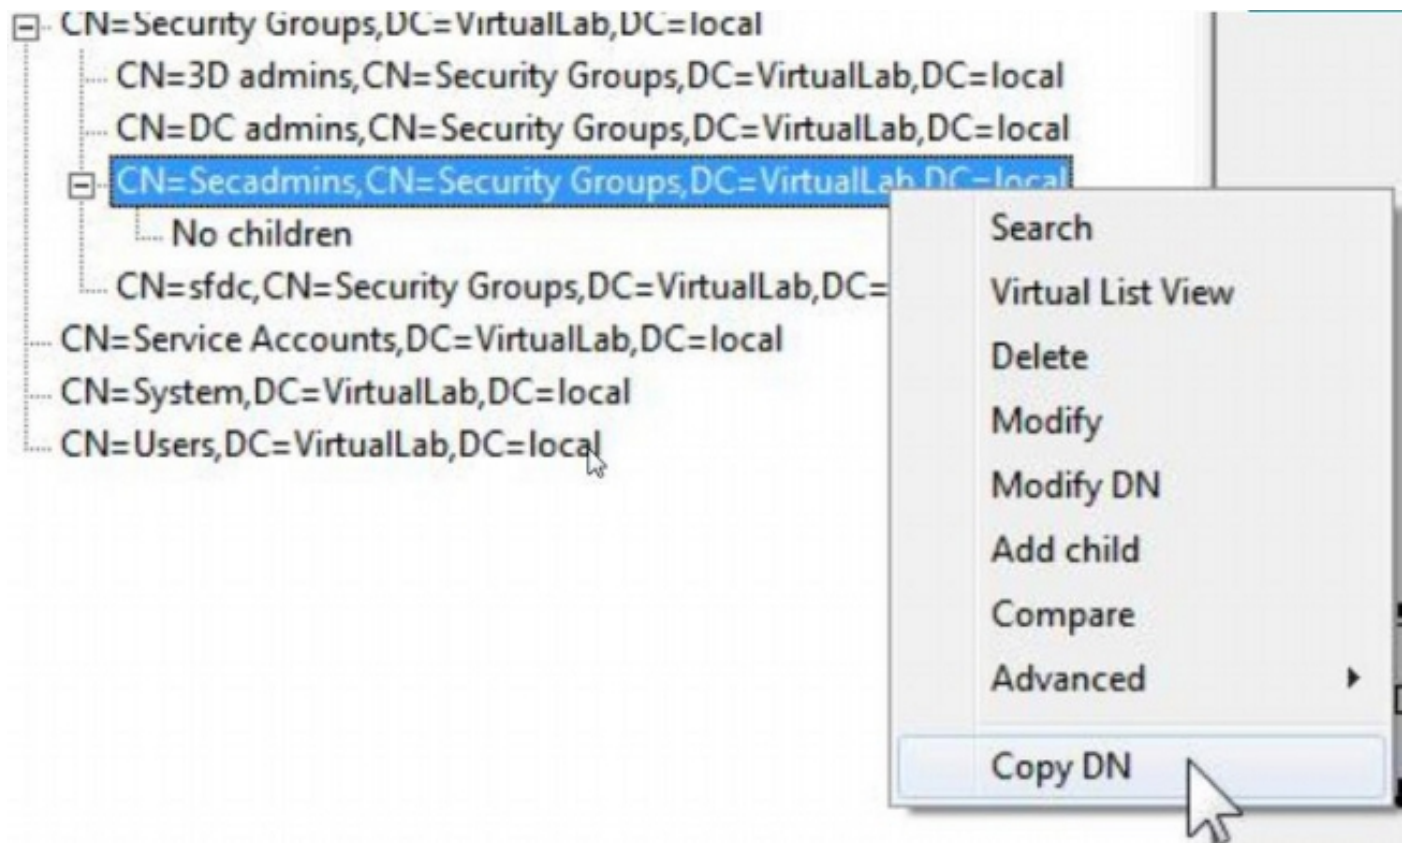 CN=Security Groups,DC=VirtualLab,DC=local
CN=3D admins,CN=Security Groups,DC=VirtualLab,DC=local
CN=DC admins,CN=Security Groups,DC=VirtualLab,DC=local
CN=Secadmins,CN=Security Groups,DC=VirtualLab,DC=local
No children
CN=sfdc,CN=Security Groups,DC=VirtualLab,DC=
CN=Service Accounts,DC=VirtualLab,DC=local
CN=System,DC=VirtualLab,DC=local
CN=Users,DC=VirtualLab,DC=local
Search
Virtual List View
Delete
Modify
Modify DN
Add child
Compare
Advanced
Copy DN